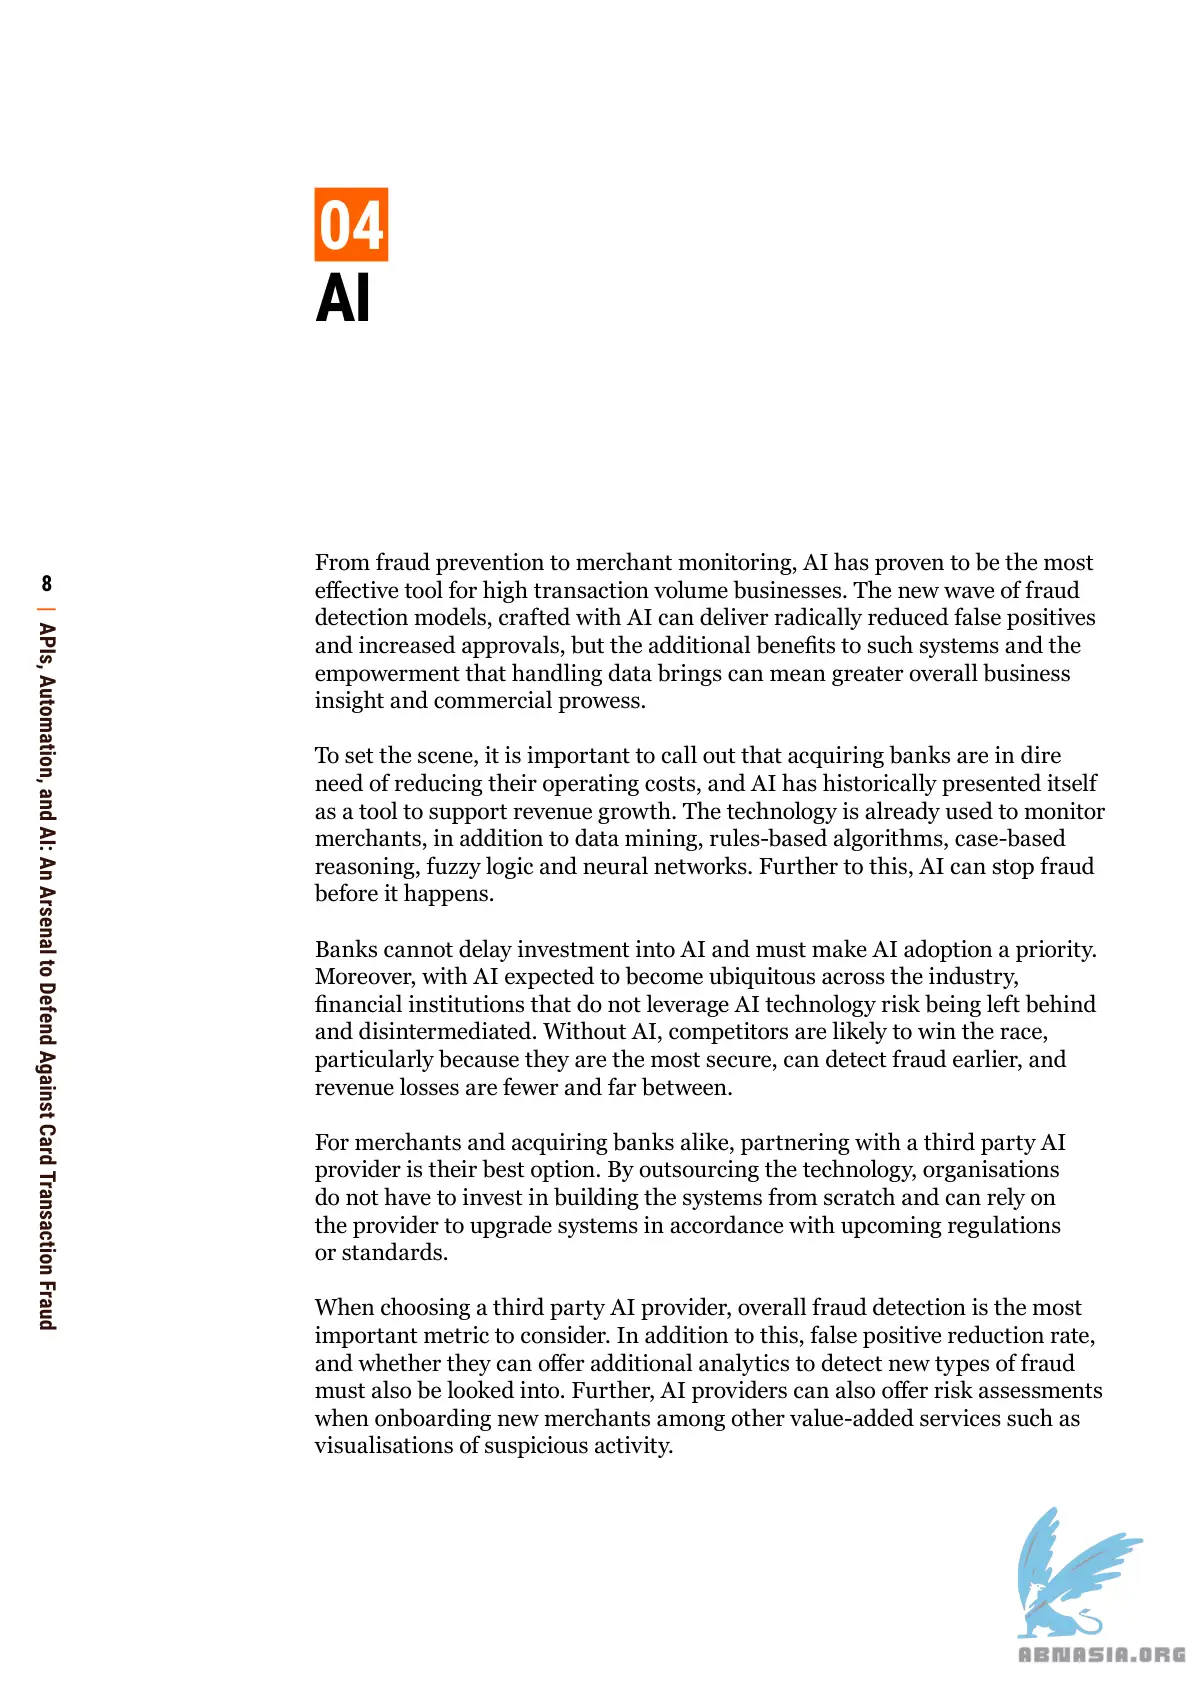 04
AI
From fraud prevention to merchant monitoring, AI has proven to be the most
effective tool for high transaction volume businesses. The new wave of fraud
detection models, crafted with AI can deliver radically reduced false positives
and increased approvals, but the additional benefits to such systems and the
empowerment that handling data brings can mean greater overall business
insight and commercial prowess.
To set the scene, it is important to call out that acquiring banks are in dire
need of reducing their operating costs, and AI has historically presented itself
as a tool to support revenue growth. The technology is already used to monitor
merchants, in addition to data mining, rules-based algorithms, case-based
reasoning, fuzzy logic and neural networks. Further to this, AI can stop fraud
before it happens.
Banks cannot delay investment into AI and must make AI adoption a priority.
Moreover, with AI expected to become ubiquitous across the industry,
financial institutions that do not leverage AI technology risk being left behind
and disintermediated. Without AI, competitors are likely to win the race,
particularly because they are the most secure, can detect fraud earlier, and
revenue losses are fewer and far between.
For merchants and acquiring banks alike, partnering with a third party AI
provider is their best option. By outsourcing the technology, organisations
do not have to invest in building the systems from scratch and can rely on
the provider to upgrade systems in accordance with upcoming regulations
or standards.
When choosing a third party AI provider, overall fraud detection is the most
important metric to consider. In addition to this, false positive reduction rate,
and whether they can offer additional analytics to detect new types of fraud
must also be looked into. Further, AI providers can also offer risk assessments
when onboarding new merchants among other value-added services such as
visualisations of suspicious activity.
8 | APIs, Automation, and AI: An Arsenal to Defend Against Card Transaction Fraud
ABNASIA.ORG